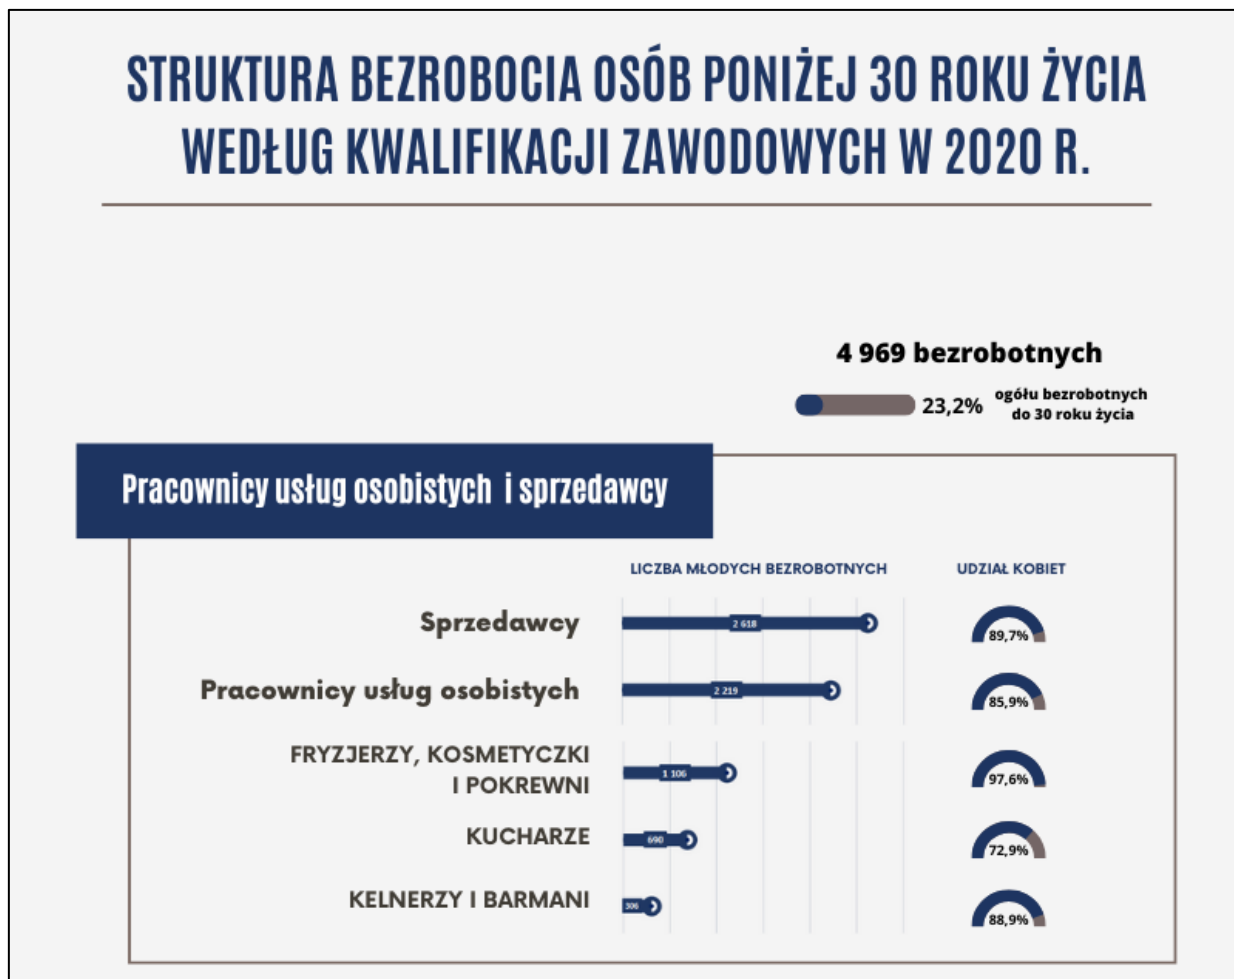 STRUKTURA BEZROBOCIA OSÓB PONIŻEJ 30 ROKU ŻYCIA
WEDŁUG KWALIFIKACJI ZAWODOWYCH W 2020 R.
4 969 bezrobotnych
23,2% ogółu bezrobotnych
do 30 roku życia
Pracownicy usług osobistych i sprzedawcy
LICZBA MŁODYCH BEZROBOTNYCH UDZIAŁ KOBIET
Sprzedawcy 2 618 89,7%
Pracownicy usług osobistych 2 219 85,9%
FRYZJERZY, KOSMETYCZKI
I POKREWNI 1 106 97,6%
KUCHARZE 690 72,9%
KELNERZY I BARMANI 306 88,9%